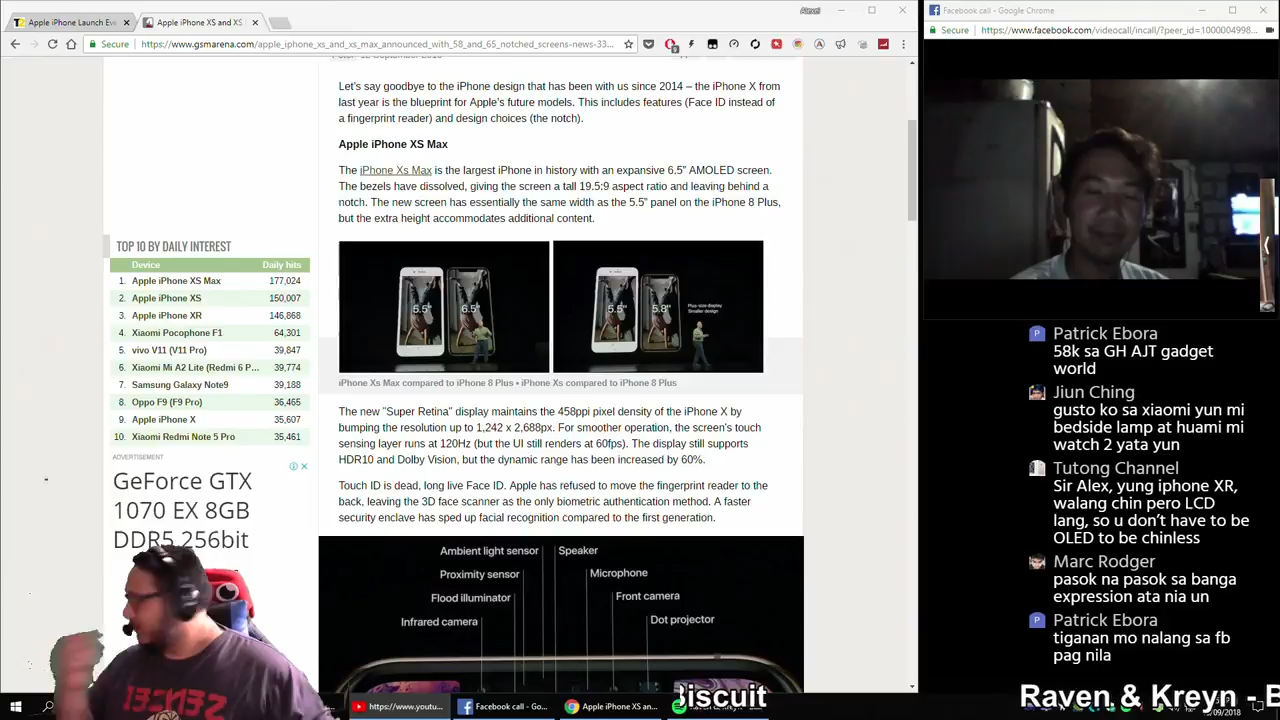 Apple iPhone Launch Eve
Apple iPhone XS and XS
Alexei
Secure
https://www.gsmarena.com/apple_iphone_xs_and_xs_max_announced_with_58_and_65_notched_screens-news-33...
Let's say goodbye to the iPhone design that has been with us since 2014 – the iPhone X from
last year is the blueprint for Apple's future models. This includes features (Face ID instead of
a fingerprint reader) and design choices (the notch).
Apple iPhone XS Max
The iPhone Xs Max is the largest iPhone in history with an expansive 6.5" AMOLED screen.
The bezels have dissolved, giving the screen a tall 19.5:9 aspect ratio and leaving behind a
notch. The new screen has essentially the same width as the 5.5" panel on the iPhone 8 Plus,
but the extra height accommodates additional content.
5.5"
6.5"
5.5"
5.8"
Plus-size display
Smaller design
iPhone Xs Max compared to iPhone 8 Plus • iPhone Xs compared to iPhone 8 Plus
The new "Super Retina" display maintains the 458ppi pixel density of the iPhone X by
bumping the resolution up to 1,242 x 2,688px. For smoother operation, the screen's touch
sensing layer runs at 120Hz (but the UI still renders at 60fps). The display still supports
HDR10 and Dolby Vision, but the dynamic range has been increased by 60%.
Touch ID is dead, long live Face ID. Apple has refused to move the fingerprint reader to the
back, leaving the 3D face scanner as the only biometric authentication method. A faster
security enclave has sped up facial recognition compared to the first generation.
Ambient light sensor
Speaker
Proximity sensor
Microphone
Flood illuminator
Front camera
Infrared camera
Dot projector
TOP 10 BY DAILY INTEREST
Device Daily hits
1. Apple iPhone XS Max 177,024
2. Apple iPhone XS 150,007
3. Apple iPhone XR 146,868
4. Xiaomi Pocophone F1 64,301
5. vivo V11 (V11 Pro) 39,847
6. Xiaomi Mi A2 Lite (Redmi 6 P... 39,774
7. Samsung Galaxy Note9 39,188
8. Oppo F9 (F9 Pro) 36,465
9. Apple iPhone X 35,607
10. Xiaomi Redmi Note 5 Pro 35,461
ADVERTISEMENT
GeForce GTX
1070 EX 8GB
DDR5 256bit
Facebook call - Google Chrome
Secure
https://www.facebook.com/videocall/incall/?peer_id=1000004998...
Patrick Ebora
58k sa GH AJT gadget
world
Jiun Ching
gusto ko sa xiaomi yun mi
bedside lamp at huami mi
watch 2 yata yun
Tutong Channel
Sir Alex, yung iphone XR,
walang chin pero LCD
lang, so u don't have to be
OLED to be chinless
Marc Rodger
pasok na pasok sa banga
expression ata nia un
Patrick Ebora
tiganan mo nalang sa fb
pag nila
https://www.youtu...
Facebook call - Go...
Apple iPhone XS an...
Biscuit
Raven & Kreyn - B
/09/2018